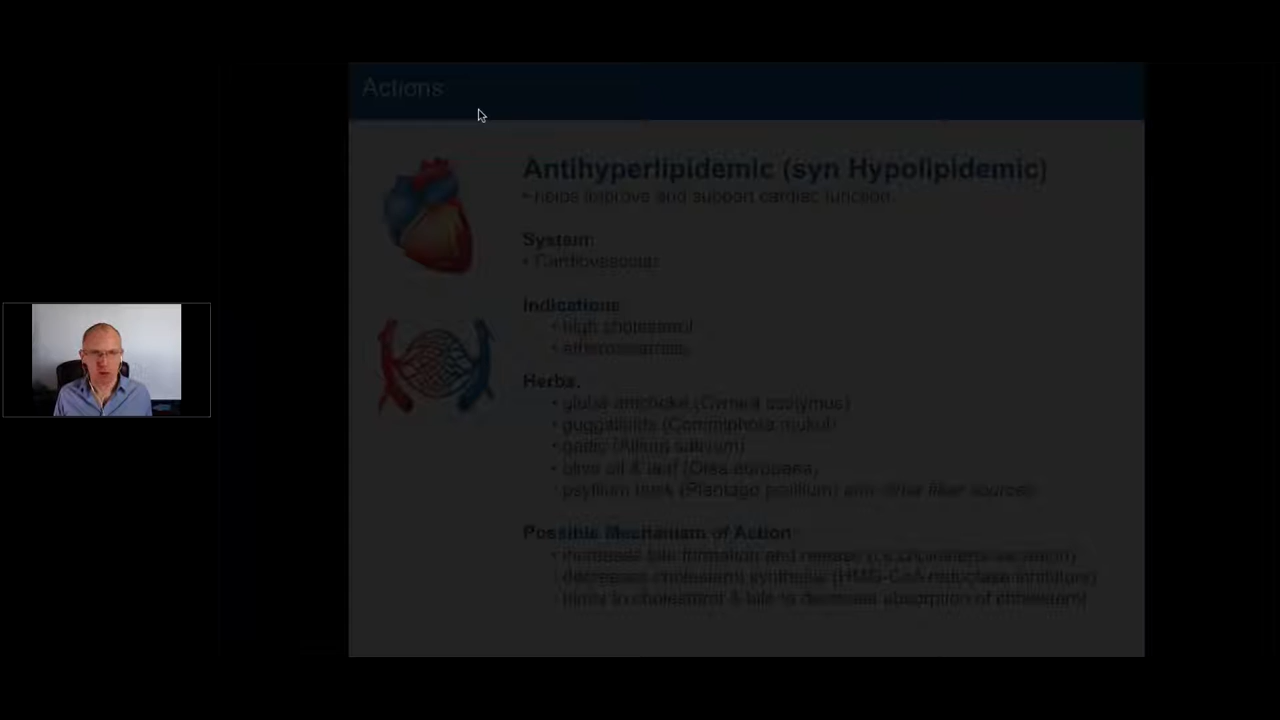 Actions
Antihyperlipidemic (syn Hypolipidemic)
• helps improve and support cardiac function.
System:
• Cardiovascular
Indications
• high cholesterol
• atherosclerosis
Herbs:
• globe artichoke (Cynara scolymus)
• guggulipids (Commiphora mukul)
• garlic (Allium sativum)
• olive oil & leaf (Olea europaea)
• psyllium husk (Plantago psyllium) and other fiber sources
Possible Mechanism of Action
• increases bile formation and release
• decreases cholesterol synthesis (HMG-CoA reductase inhibitors)
• binds to cholesterol & bile to decrease absorption of cholesterol